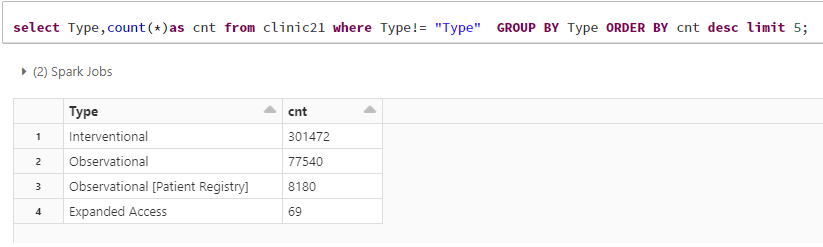 select Type,count(*)as cnt from clinic21 where Type!= "Type"  GROUP BY Type ORDER BY cnt desc limit 5;
(2) Spark Jobs
Type cnt
1 Interventional 301472
2 Observational 77540
3 Observational [Patient Registry] 8180
4 Expanded Access 69